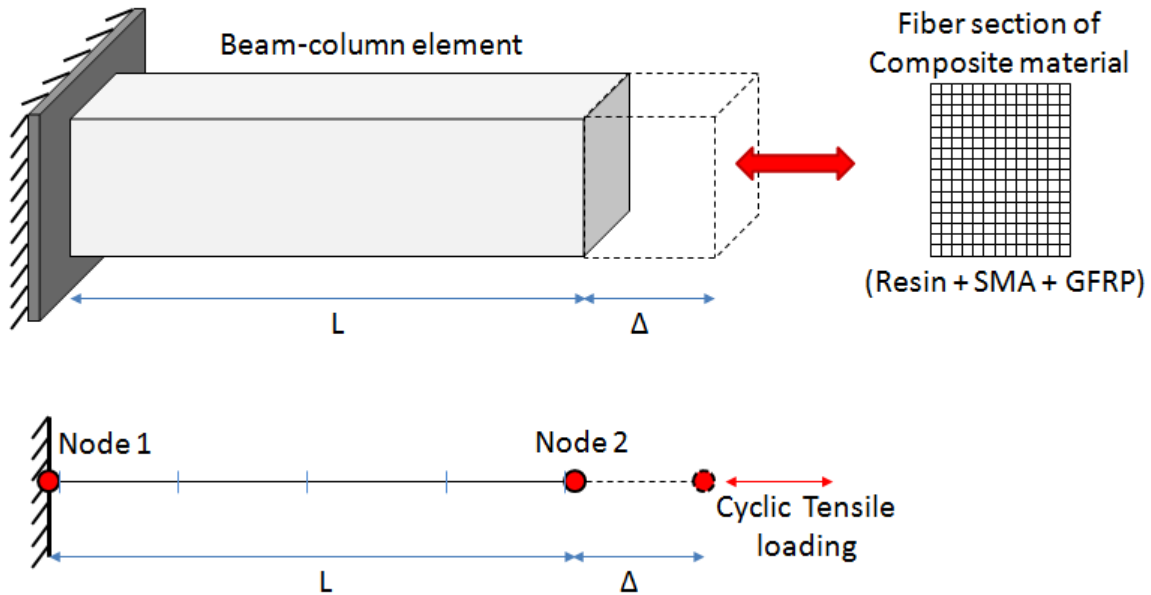 Beam-column element
Fiber section of
Composite material
(Resin + SMA + GFRP)
L
Δ
Node 1
Node 2
Cyclic Tensile
loading
L
Δ